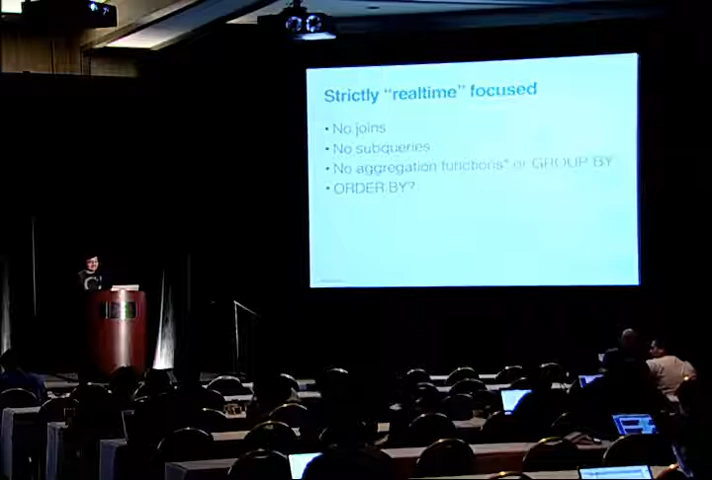 Strictly “realtime” focused
• No joins
• No subqueries
• No aggregation functions* or GROUP BY
• ORDER BY?